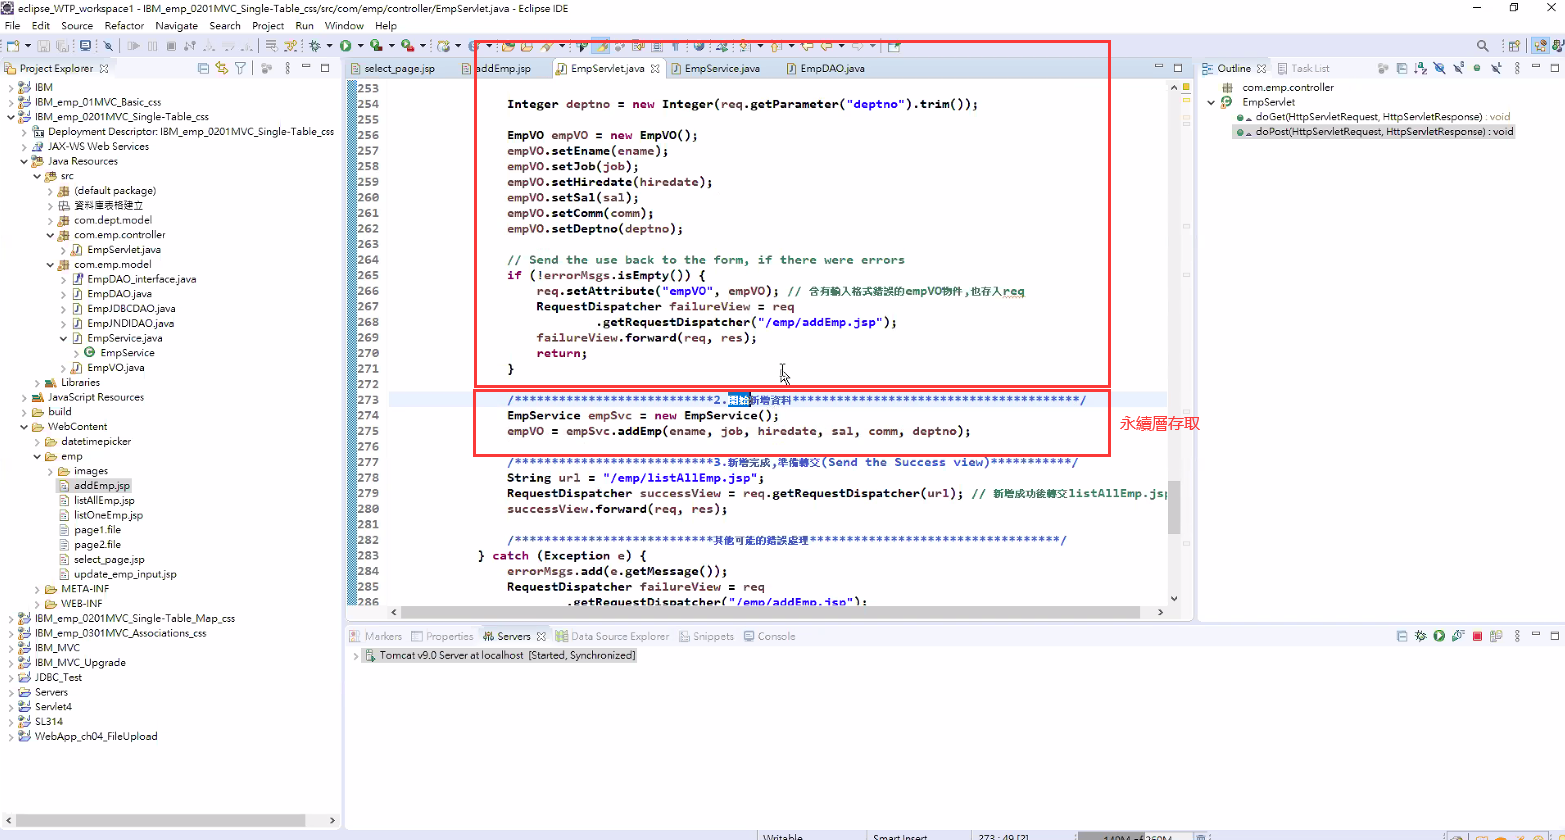 eclipse_WTP_workspace1 - IBM_emp_0201MVC_Single-Table_css/src/com/emp/controller/EmpServlet.java - Eclipse IDE
File Edit Source Refactor Navigate Search Project Run Window Help
Project Explorer
IBM
IBM_emp_01MVC_Basic_css
IBM_emp_0201MVC_Single-Table_css
Deployment Descriptor: IBM_emp_0201MVC_Single-Table_css
JAX-WS Web Services
Java Resources
src
(default package)
資料庫表格建立
com.dept.model
com.emp.controller
EmpServlet.java
com.emp.model
EmpDAO_interface.java
EmpDAO.java
EmpJDBCDAO.java
EmpJNDIDAO.java
EmpService.java
EmpService
EmpVO.java
Libraries
JavaScript Resources
build
WebContent
datetimepicker
emp
images
addEmp.jsp
listAllEmp.jsp
listOneEmp.jsp
page1.file
page2.file
select_page.jsp
update_emp_input.jsp
META-INF
WEB-INF
IBM_emp_0201MVC_Single-Table_Map_css
IBM_emp_0301MVC_Associations_css
IBM_MVC
IBM_MVC_Upgrade
JDBC_Test
Servers
Servlet4
SL314
WebApp_ch04_FileUpload
select_page.jsp addEmp.jsp EmpServlet.java EmpService.java EmpDAO.java
253
254 Integer deptno = new Integer(req.getParameter("deptno").trim());
255
256 EmpVO empVO = new EmpVO();
257 empVO.setEname(ename);
258 empVO.setJob(job);
259 empVO.setHiredate(hiredate);
260 empVO.setSal(sal);
261 empVO.setComm(comm);
262 empVO.setDeptno(deptno);
263
264 // Send the use back to the form, if there were errors
265 if (!errorMsgs.isEmpty()) {
266 req.setAttribute("empVO", empVO); // 含有輸入格式錯誤的empVO物件,也存入req
267 RequestDispatcher failureView = req
268 .getRequestDispatcher("/emp/addEmp.jsp");
269 failureView.forward(req, res);
270 return;
271 }
272
273 /***************************2.開始新增資料***************************************/
274 EmpService empSvc = new EmpService();
275 empVO = empSvc.addEmp(ename, job, hiredate, sal, comm, deptno);
276
277 /***************************3.新增完成,準備轉交(Send the Success view)***********/
278 String url = "/emp/listAllEmp.jsp";
279 RequestDispatcher successView = req.getRequestDispatcher(url); // 新增成功後轉交listAllEmp.jsp
280 successView.forward(req, res);
281
282 /***************************其他可能的錯誤處理**********************************/
283 } catch (Exception e) {
284 errorMsgs.add(e.getMessage());
285 RequestDispatcher failureView = req
286 .getRequestDispatcher("/emp/addEmp.jsp");
永續層存取
Outline Task List
com.emp.controller
EmpServlet
doGet(HttpServletRequest, HttpServletResponse) : void
doPost(HttpServletRequest, HttpServletResponse) : void
Markers Properties Servers Data Source Explorer Snippets Console
Tomcat v9.0 Server at localhost [Started, Synchronized]
Writable Smart Insert 273 : 49 [2] 149M of 260M